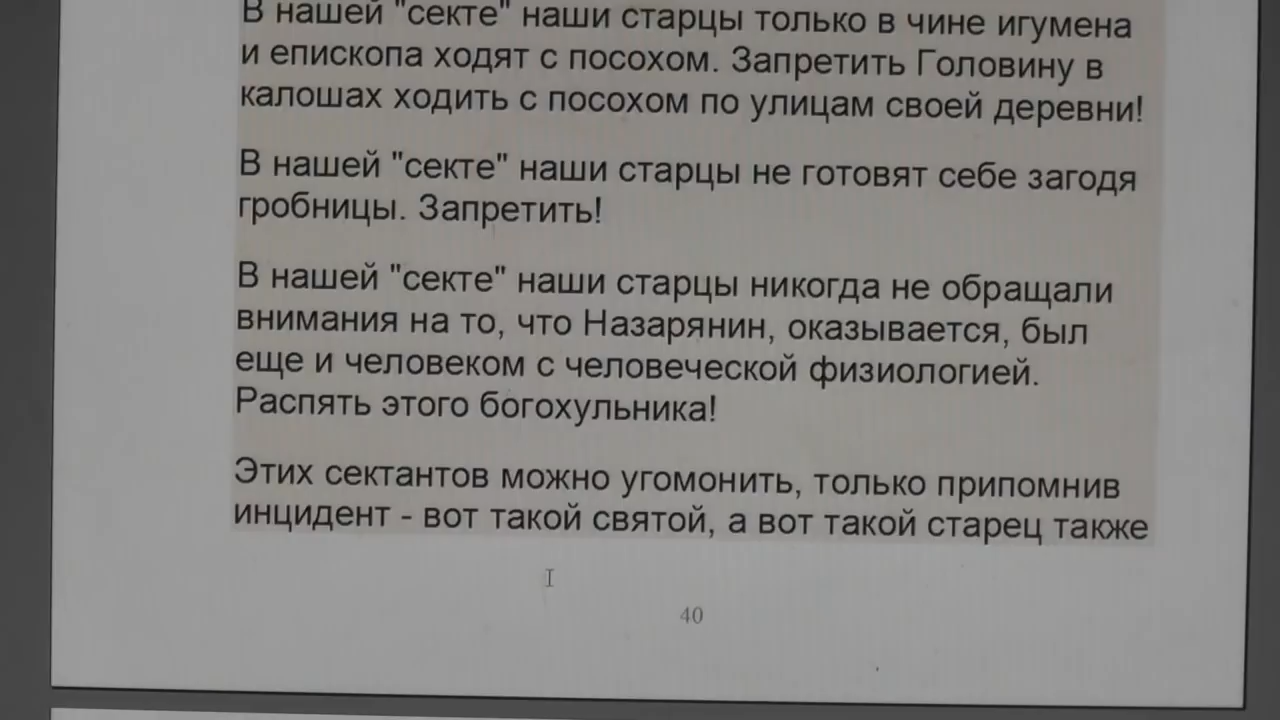 В нашей "секте" наши старцы только в чине игумена
и епископа ходят с посохом. Запретить Головину в
калошах ходить с посохом по улицам своей деревни!
В нашей "секте" наши старцы не готовят себе загодя
гробницы. Запретить!
В нашей "секте" наши старцы никогда не обращали
внимания на то, что Назарянин, оказывается, был
еще и человеком с человеческой физиологией.
Распять этого богохульника!
Этих сектантов можно угомонить, только припомнив
инцидент - вот такой святой, а вот такой старец также
40